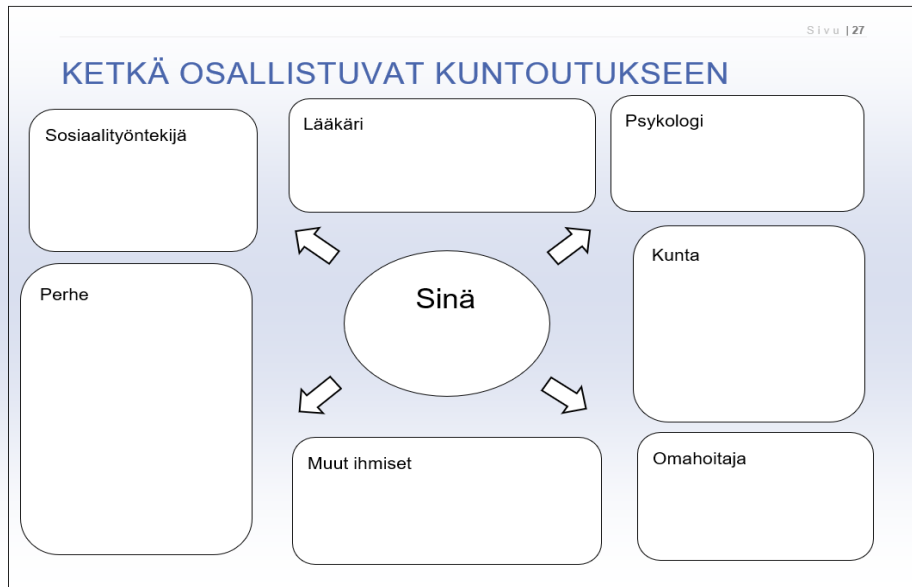 Sivu | 27
KETKÄ OSALLISTUVAT KUNTOUTUKSEEN
Sosiaalityöntekijä
Lääkäri
Psykologi
Perhe
Sinä
Kunta
Muut ihmiset
Omahoitaja